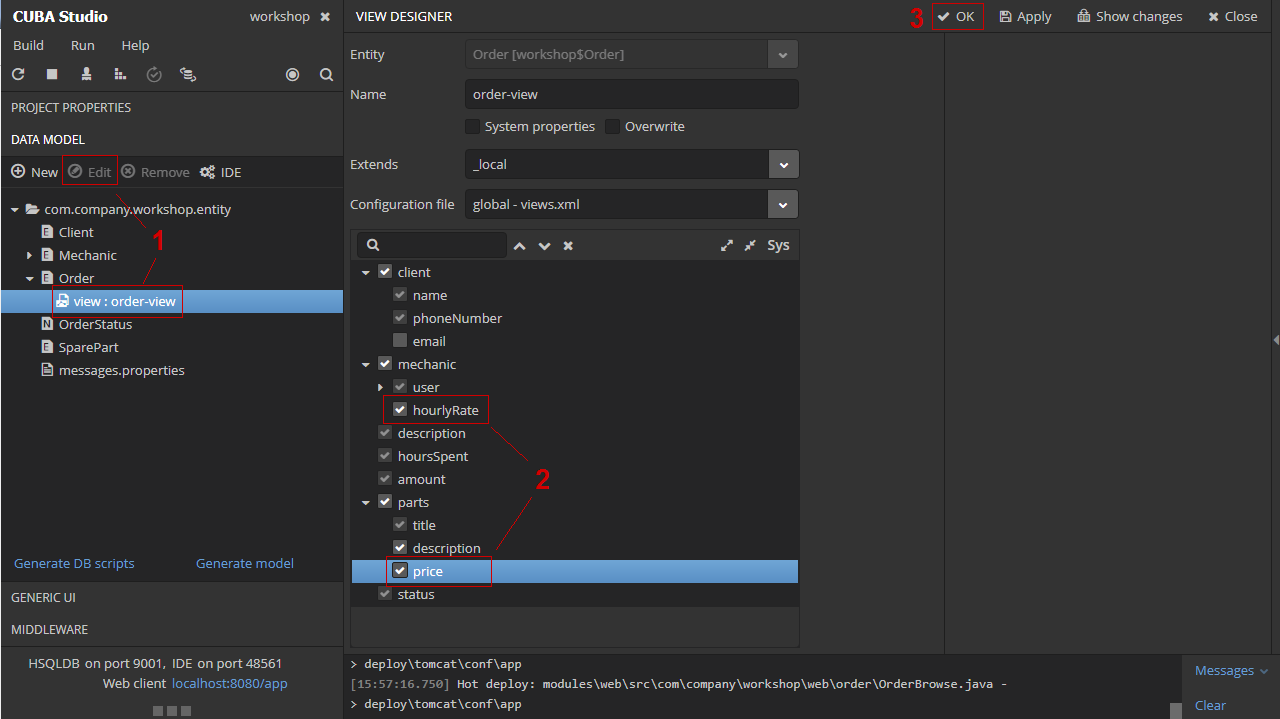 CUBA Studio workshop
Build Run Help
PROJECT PROPERTIES
DATA MODEL
New Edit Remove IDE
com.company.workshop.entity
1
E Client
E Mechanic
E Order
view : order-view
N OrderStatus
E SparePart
messages.properties
Generate DB scripts Generate model
GENERIC UI
MIDDLEWARE
HSQLDB on port 9001, IDE on port 48561
Web client localhost:8080/app
VIEW DESIGNER 3 OK Apply Show changes Close
Entity Order [workshop$Order]
Name order-view
System properties Overwrite
Extends _local
Configuration file global - views.xml
Sys
client
name
phoneNumber
email
mechanic
user
hourlyRate
description
hoursSpent
2
amount
parts
title
description
price
status
> deploy\tomcat\conf\app
[15:57:16.750] Hot deploy: modules\web\src\com\company\workshop\web\order\OrderBrowse.java -
> deploy\tomcat\conf\app
Messages
Clear